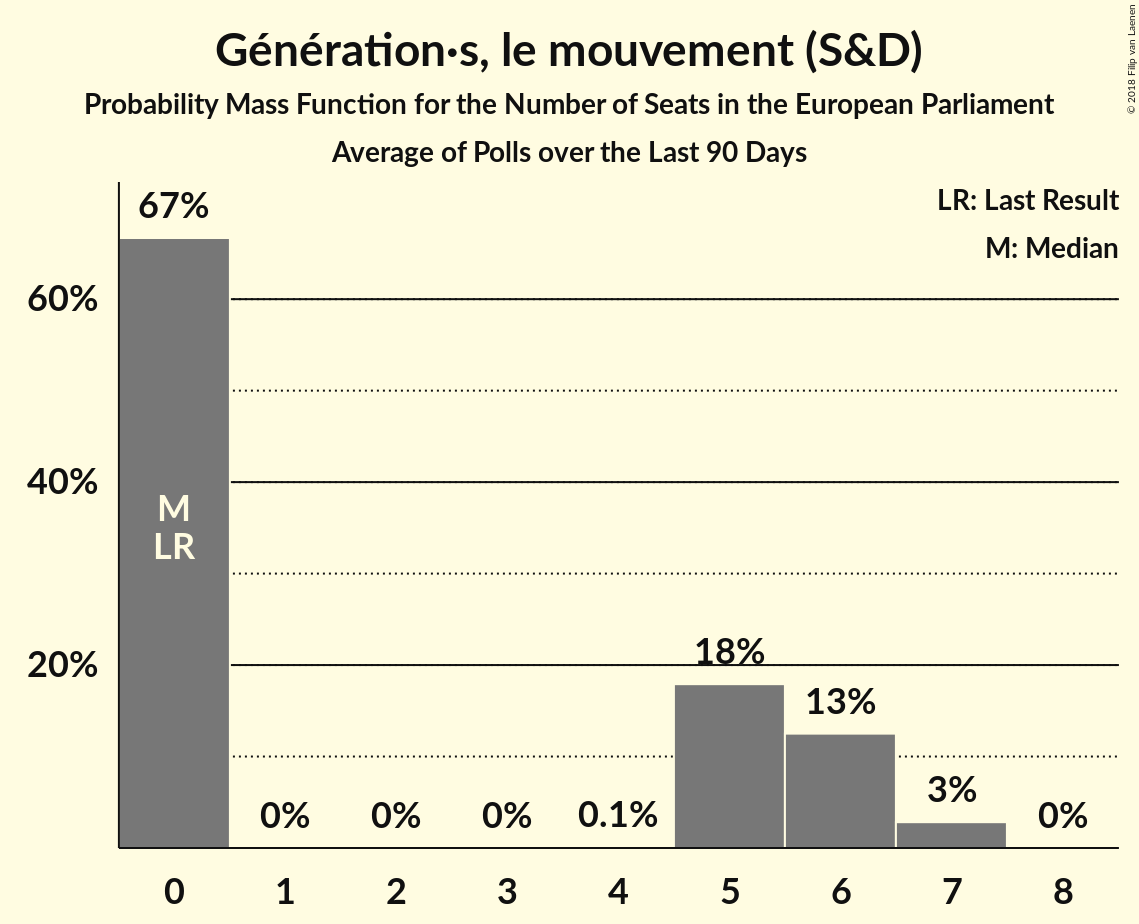 Génération·s, le mouvement (S&D)
Probability Mass Function for the Number of Seats in the European Parliament
Average of Polls over the Last 90 Days
© 2018 Filip van Laenen
LR: Last Result
M: Median
67%
60%
40%
20%
M
LR
0%
0%
0%
0.1%
18%
13%
3%
0%
0 1 2 3 4 5 6 7 8